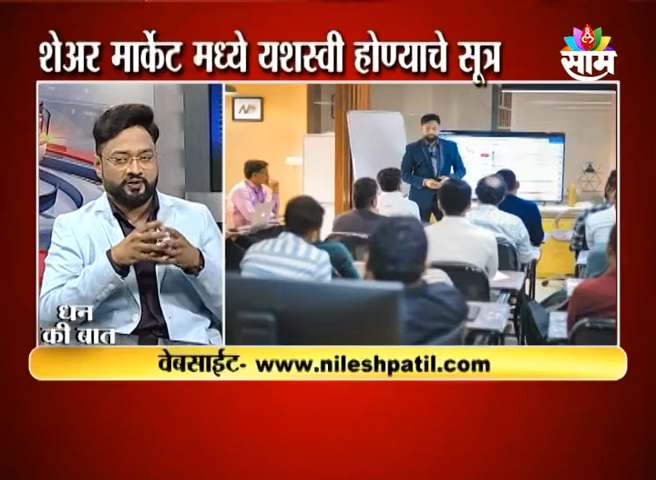 शेअर मार्केट मध्ये यशस्वी होण्याचे सूत्र
साम
धन
की बात
वेबसाईट- www.nileshpatil.com